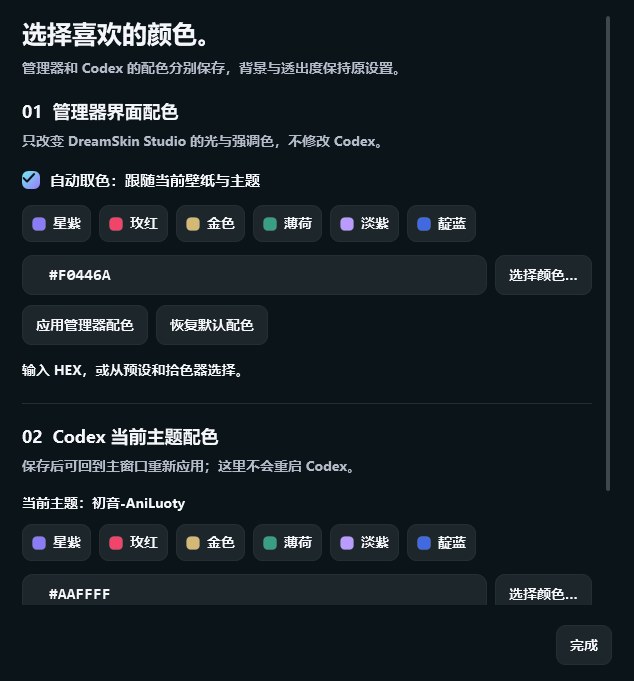 选择喜欢的颜色。
管理器和 Codex 的配色分别保存，背景与透出度保持原设置。
01 管理器界面配色
只改变 DreamSkin Studio 的光与强调色，不修改 Codex。
自动取色：跟随当前壁纸与主题
星紫 玫红 金色 薄荷 淡紫 靛蓝
#F0446A 选择颜色...
应用管理器配色 恢复默认配色
输入 HEX，或从预设和拾色器选择。
02 Codex 当前主题配色
保存后可回到主窗口重新应用；这里不会重启 Codex。
当前主题：初音-AniLuoty
星紫 玫红 金色 薄荷 淡紫 靛蓝
#AAFFFF 选择颜色...
完成